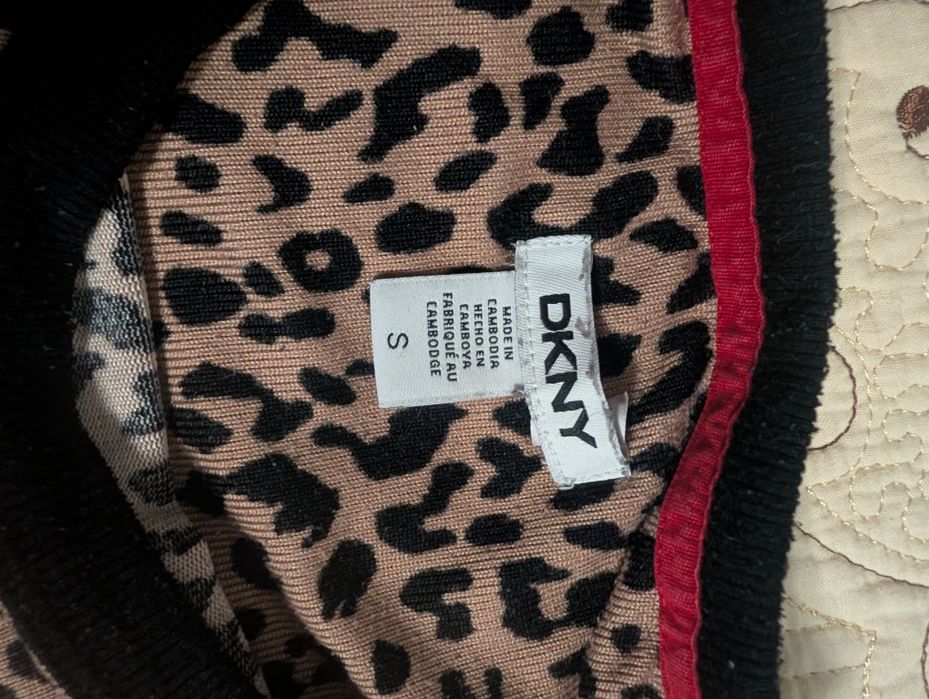 DKNY
MADE IN
CAMBODIA
HECHO EN
CAMBOYA
FABRIQUÉ AU
CAMBODGE
S